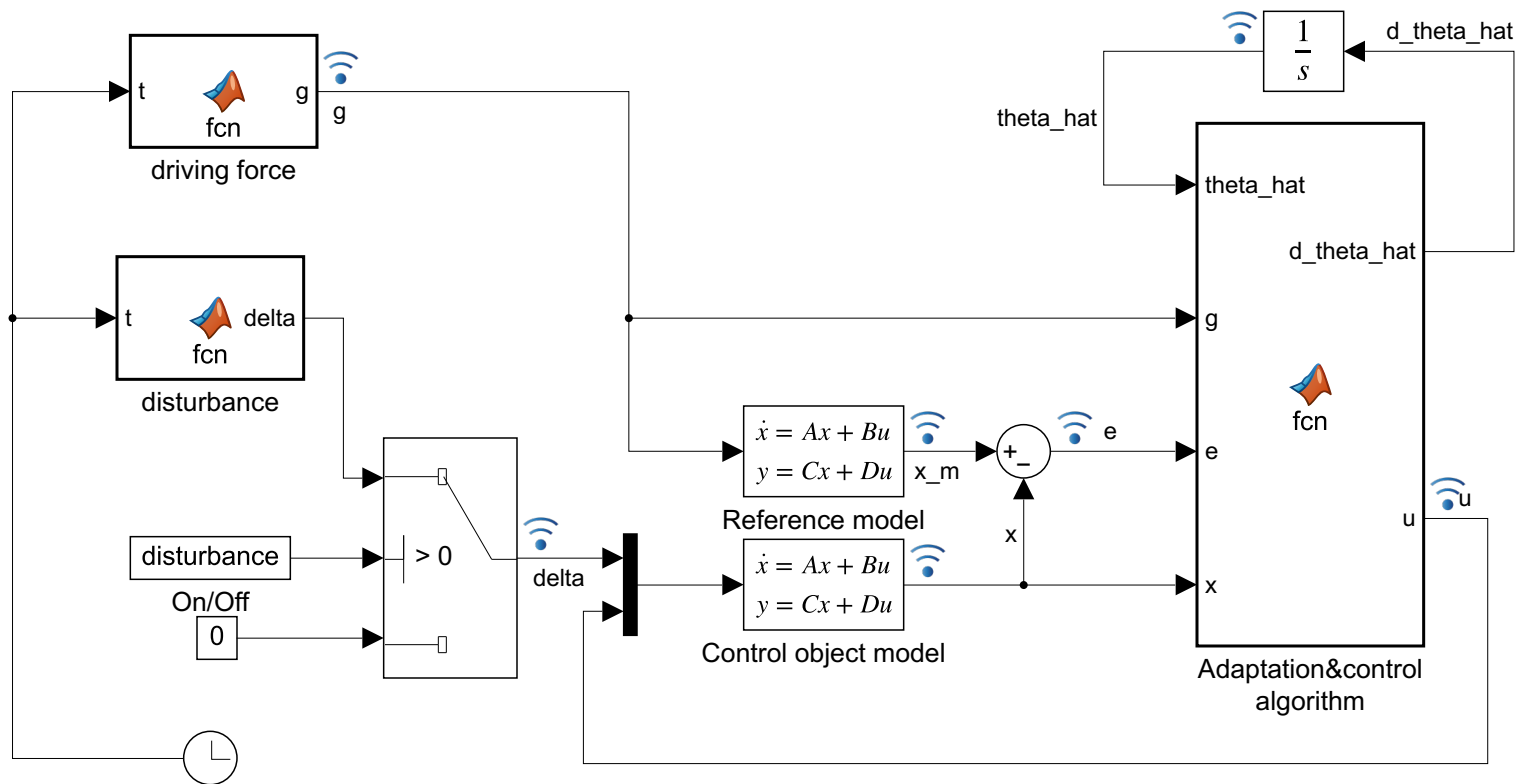 d_theta_hat
1
s
t
fcn
g
g
driving force
theta_hat
theta_hat
d_theta_hat
t
fcn
delta
disturbance
g
fcn
ẋ = Ax + Bu
y = Cx + Du
x_m
Reference model
+
−
e
e
x
u
u
disturbance
On/Off
> 0
0
delta
ẋ = Ax + Bu
y = Cx + Du
Control object model
x
Adaptation&control
algorithm